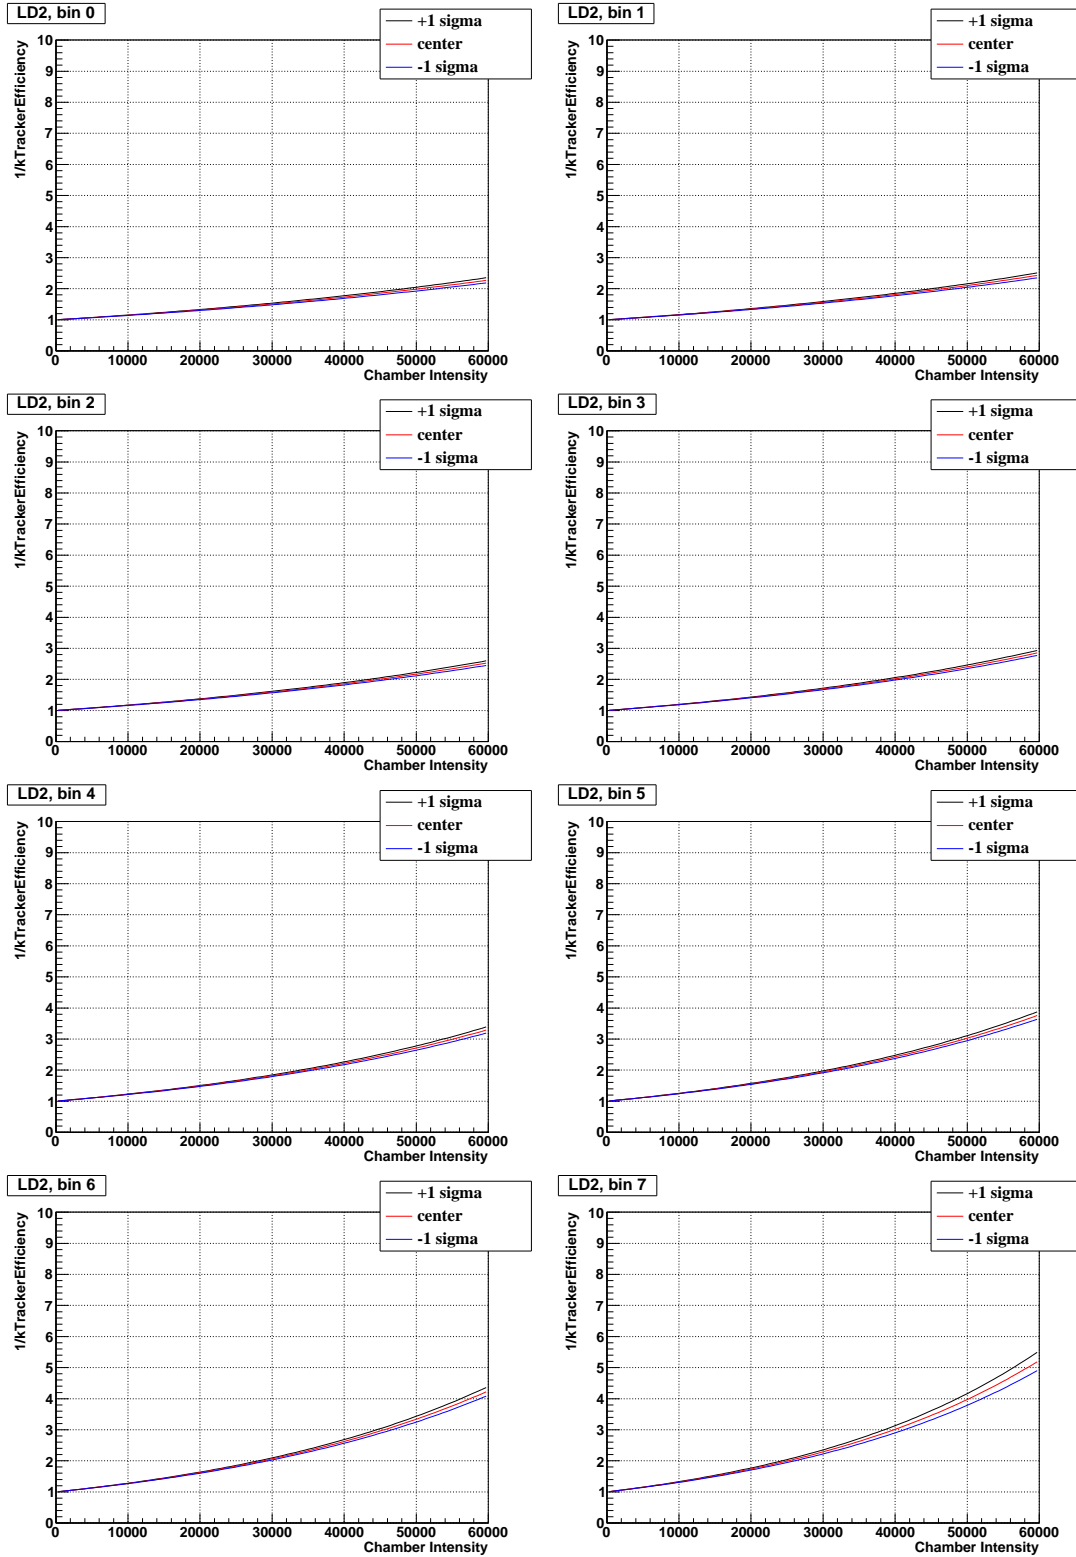 LD2, bin 0
+1 sigma
center
-1 sigma
1/kTrackerEfficiency
10
9
8
7
6
5
4
3
2
1
0
0 10000 20000 30000 40000 50000 60000
Chamber Intensity
LD2, bin 1
+1 sigma
center
-1 sigma
1/kTrackerEfficiency
10
9
8
7
6
5
4
3
2
1
0
0 10000 20000 30000 40000 50000 60000
Chamber Intensity
LD2, bin 2
+1 sigma
center
-1 sigma
1/kTrackerEfficiency
10
9
8
7
6
5
4
3
2
1
0
0 10000 20000 30000 40000 50000 60000
Chamber Intensity
LD2, bin 3
+1 sigma
center
-1 sigma
1/kTrackerEfficiency
10
9
8
7
6
5
4
3
2
1
0
0 10000 20000 30000 40000 50000 60000
Chamber Intensity
LD2, bin 4
+1 sigma
center
-1 sigma
1/kTrackerEfficiency
10
9
8
7
6
5
4
3
2
1
0
0 10000 20000 30000 40000 50000 60000
Chamber Intensity
LD2, bin 5
+1 sigma
center
-1 sigma
1/kTrackerEfficiency
10
9
8
7
6
5
4
3
2
1
0
0 10000 20000 30000 40000 50000 60000
Chamber Intensity
LD2, bin 6
+1 sigma
center
-1 sigma
1/kTrackerEfficiency
10
9
8
7
6
5
4
3
2
1
0
0 10000 20000 30000 40000 50000 60000
Chamber Intensity
LD2, bin 7
+1 sigma
center
-1 sigma
1/kTrackerEfficiency
10
9
8
7
6
5
4
3
2
1
0
0 10000 20000 30000 40000 50000 60000
Chamber Intensity